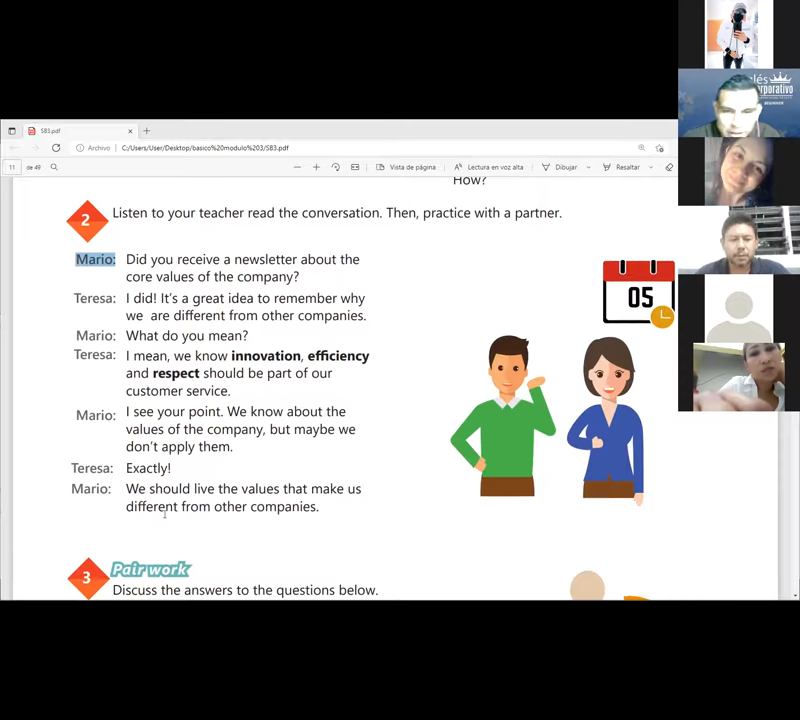 SB3.pdf
Archivo
C:/Users/User/Desktop/basico%20modulo%203/SB3.pdf
11 de 49
Vista de página
Lectura en voz alta
Dibujar
Resaltar
How?
2 Listen to your teacher read the conversation. Then, practice with a partner.
Mario: Did you receive a newsletter about the
core values of the company?
Teresa: I did! It's a great idea to remember why
we are different from other companies.
Mario: What do you mean?
Teresa: I mean, we know innovation, efficiency
and respect should be part of our
customer service.
Mario: I see your point. We know about the
values of the company, but maybe we
don't apply them.
Teresa: Exactly!
Mario: We should live the values that make us
different from other companies.
05
3 Pair work
Discuss the answers to the questions below.
lés
orporativo